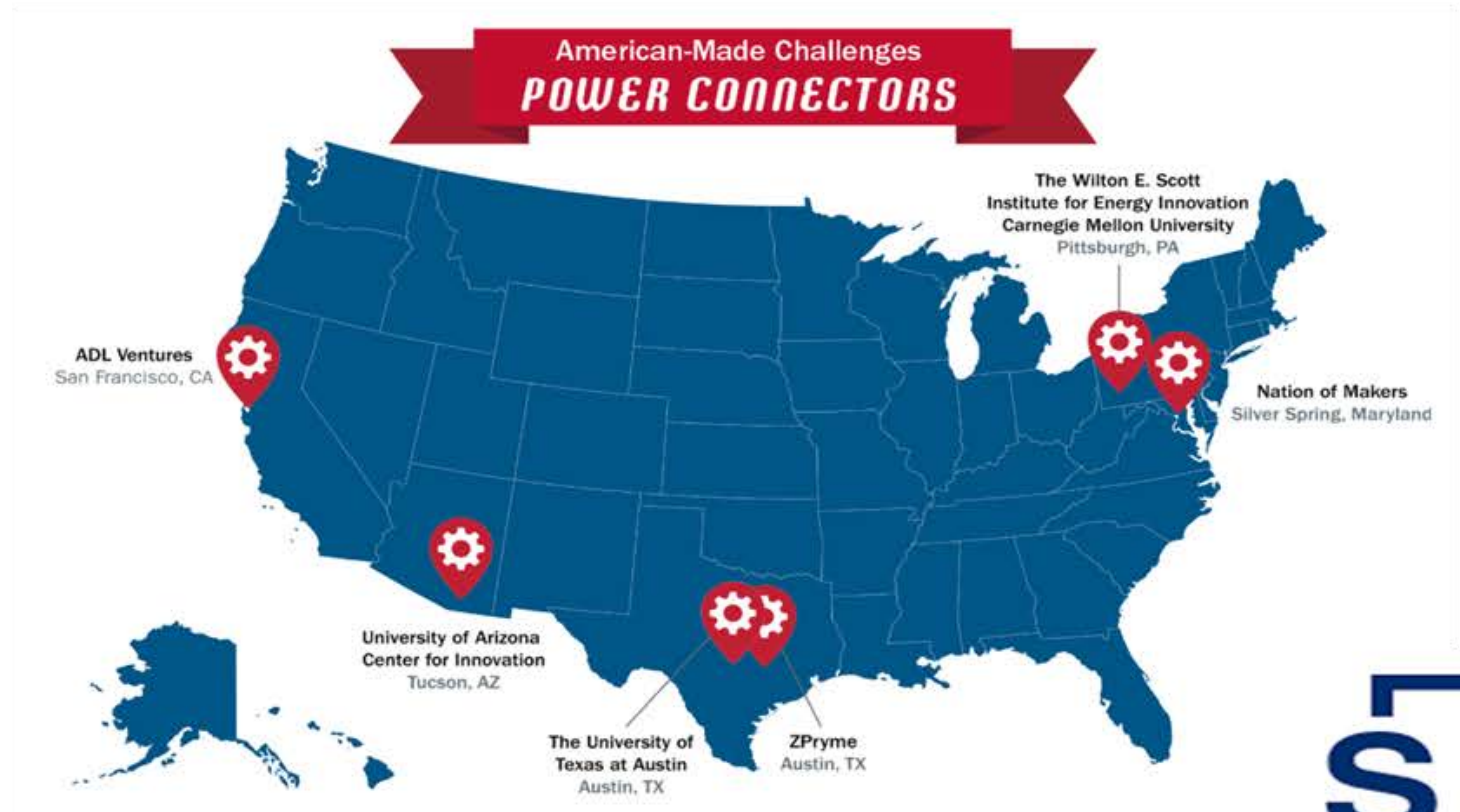 American-Made Challenges
POWER CONNECTORS
The Wilton E. Scott
Institute for Energy Innovation
Carnegie Mellon University
Pittsburgh, PA
ADL Ventures
San Francisco, CA
Nation of Makers
Silver Spring, Maryland
University of Arizona
Center for Innovation
Tucson, AZ
The University of
Texas at Austin
Austin, TX
ZPryme
Austin, TX
S